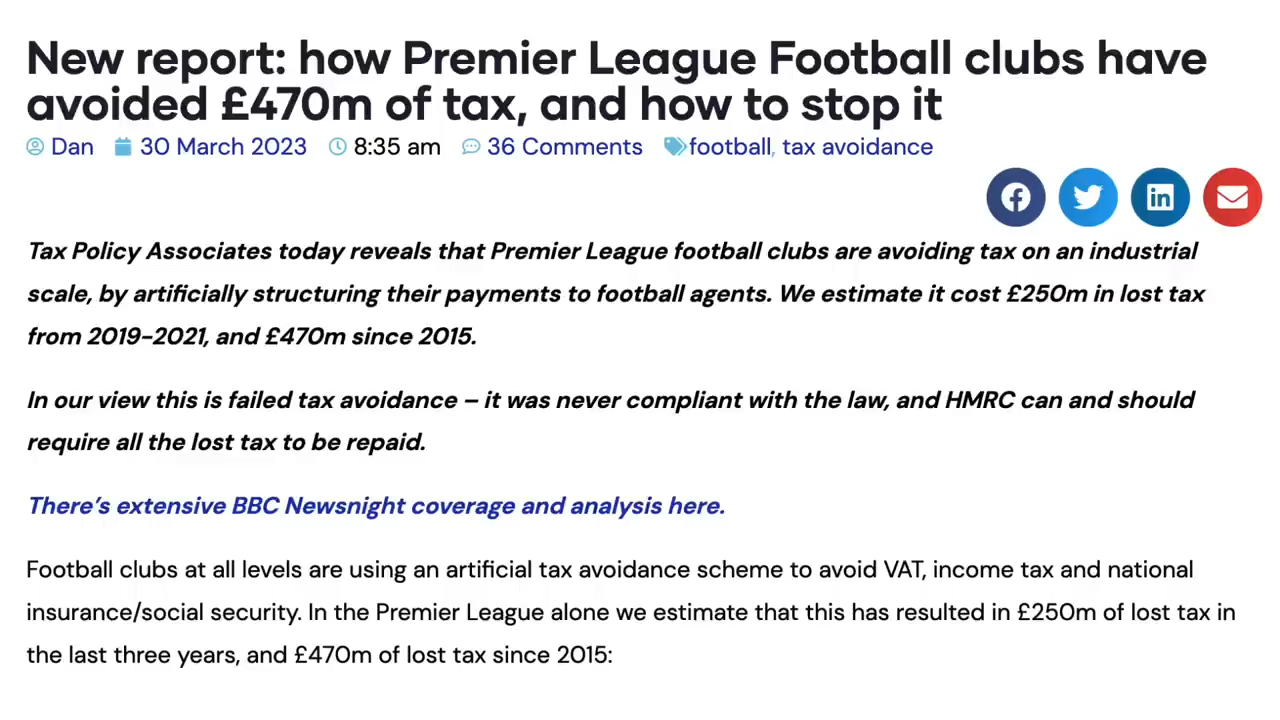 New report: how Premier League Football clubs have
avoided £470m of tax, and how to stop it
Dan 30 March 2023 8:35 am 36 Comments football, tax avoidance
Tax Policy Associates today reveals that Premier League football clubs are avoiding tax on an industrial
scale, by artificially structuring their payments to football agents. We estimate it cost £250m in lost tax
from 2019-2021, and £470m since 2015.
In our view this is failed tax avoidance – it was never compliant with the law, and HMRC can and should
require all the lost tax to be repaid.
There’s extensive BBC Newsnight coverage and analysis here.
Football clubs at all levels are using an artificial tax avoidance scheme to avoid VAT, income tax and national
insurance/social security. In the Premier League alone we estimate that this has resulted in £250m of lost tax in
the last three years, and £470m of lost tax since 2015: